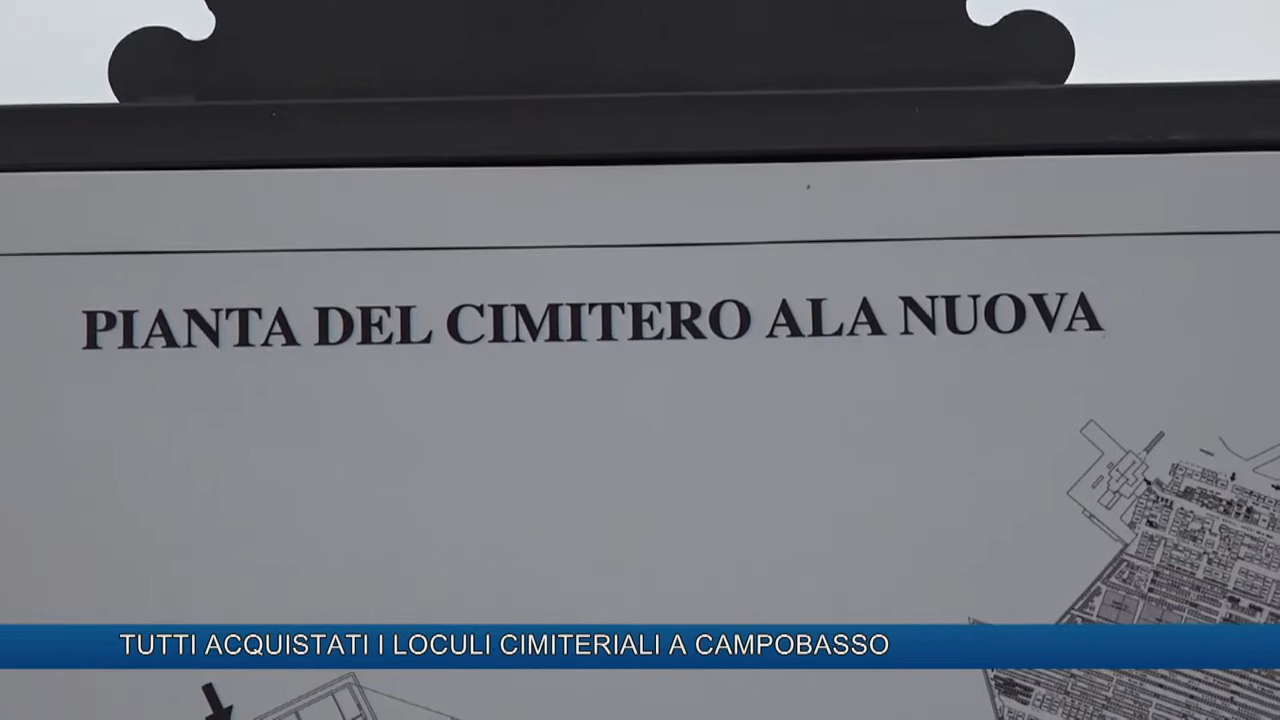 PIANTA DEL CIMITERO ALA NUOVA
TUTTI ACQUISTATI I LOCULI CIMITERIALI A CAMPOBASSO